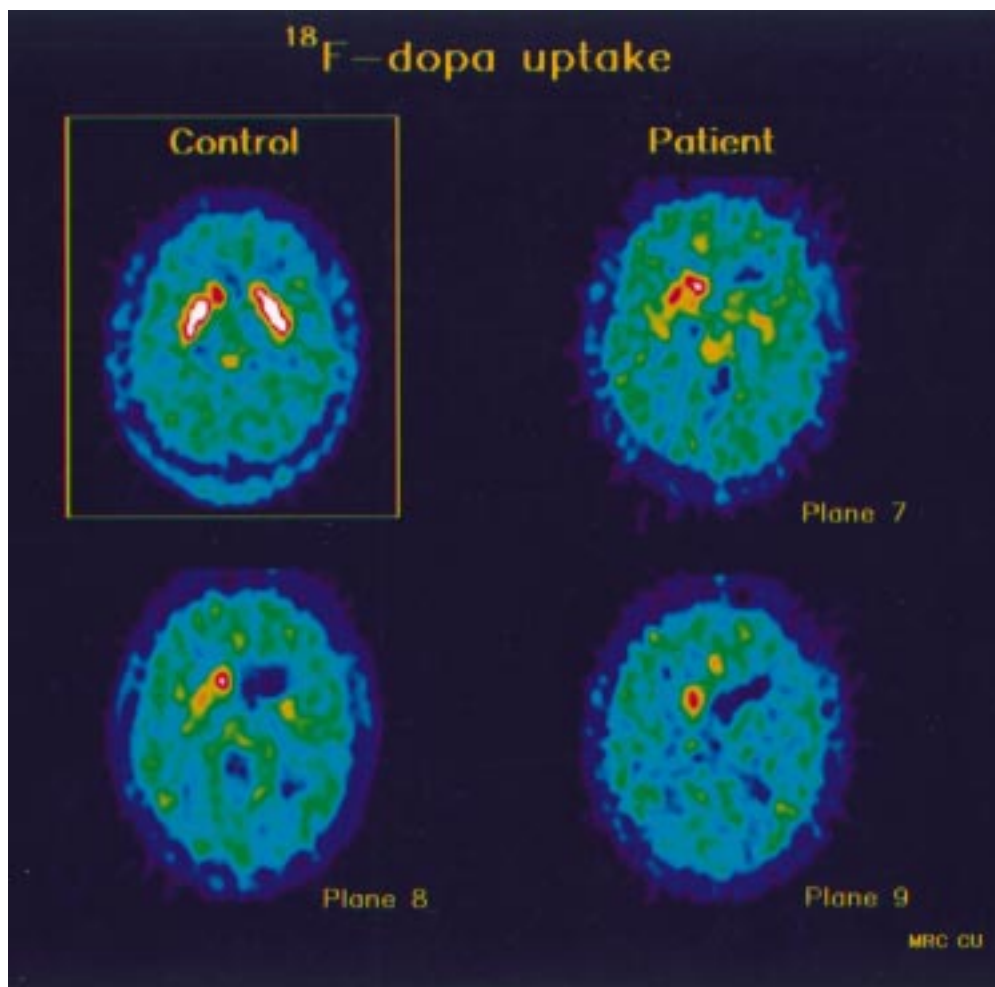 ¹⁸F-dopa uptake
Control
Patient
Plane 7
Plane 8
Plane 9
MRC CU